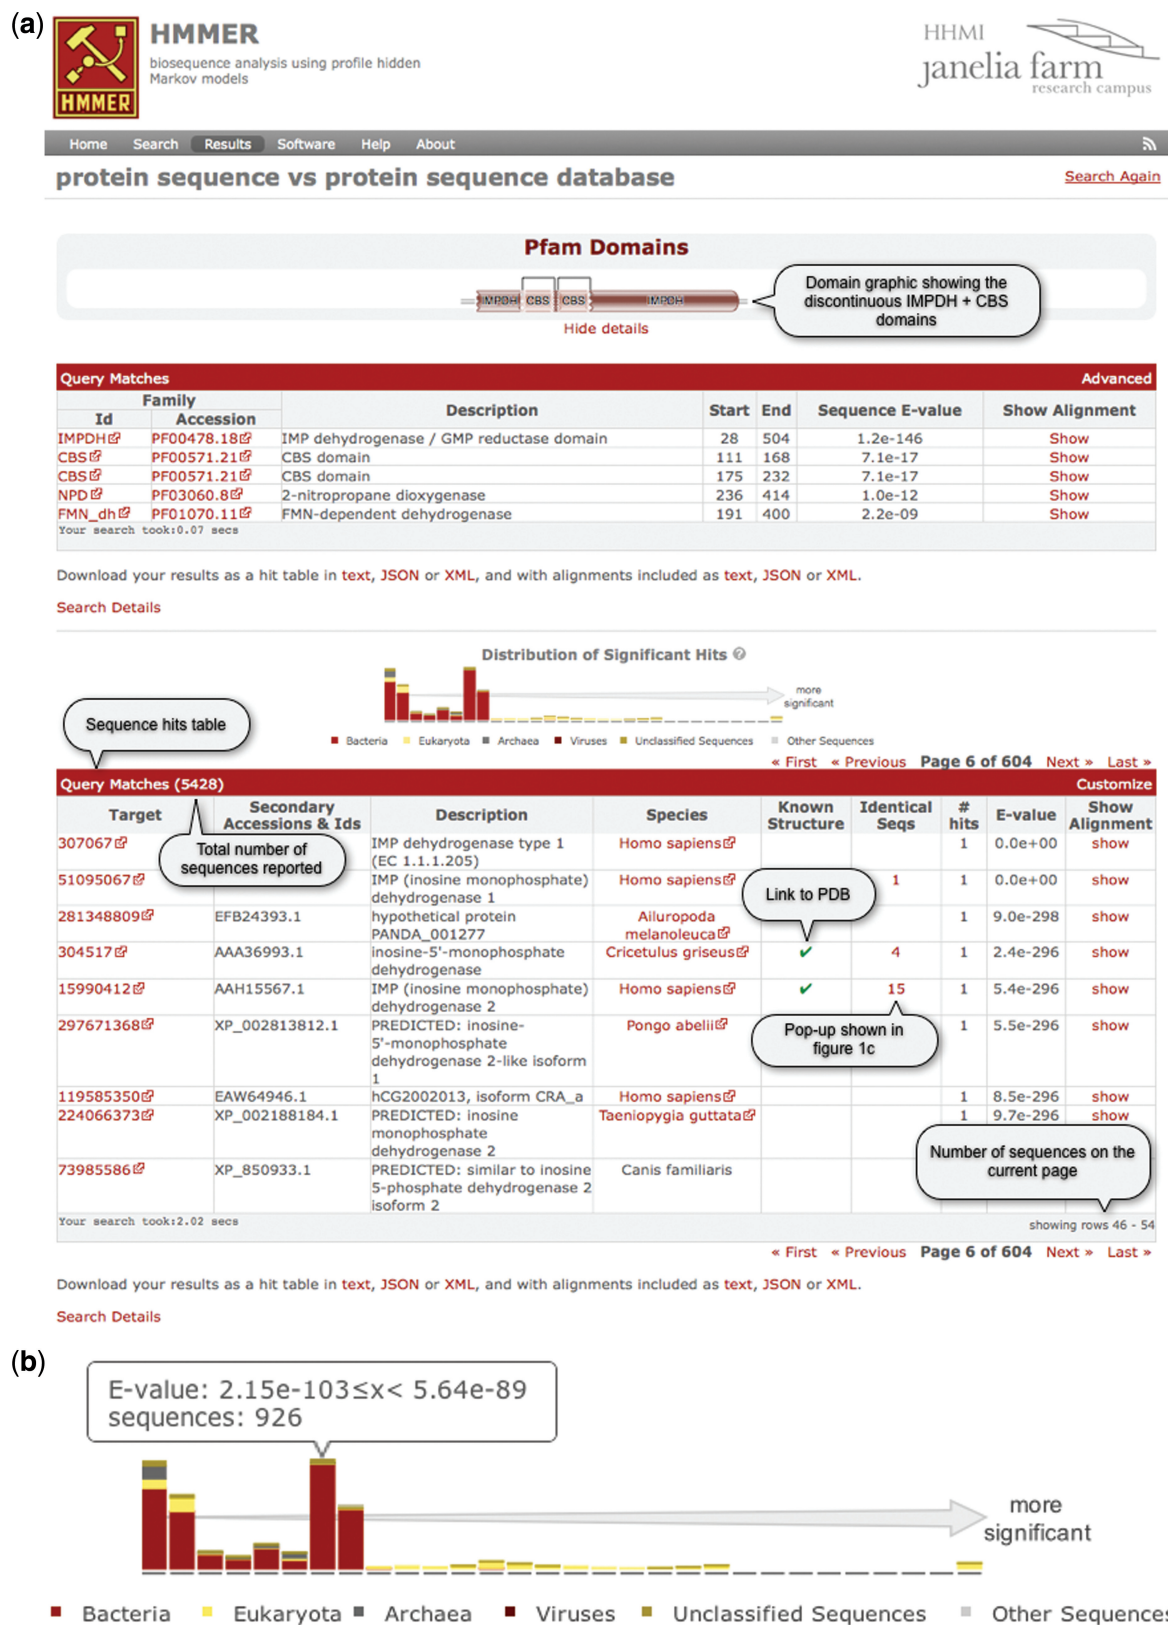 (a)
HMMER
biosequence analysis using profile hidden
Markov models
HMMER
HHMI
janelia farm
research campus
Home Search Results Software Help About
protein sequence vs protein sequence database
Search Again
Pfam Domains
IMPDH CBS CBS IMPDH
Domain graphic showing the
discontinuous IMPDH + CBS
domains
Hide details
Query Matches Advanced
Family Description Start End Sequence E-value Show Alignment
Id Accession
IMPDH PF00478.18 IMP dehydrogenase / GMP reductase domain 28 504 1.2e-146 Show
CBS PF00571.21 CBS domain 111 168 7.1e-17 Show
CBS PF00571.21 CBS domain 175 232 7.1e-17 Show
NPD PF03060.8 2-nitropropane dioxygenase 236 414 1.0e-12 Show
FMN_dh PF01070.11 FMN-dependent dehydrogenase 191 400 2.2e-09 Show
Your search took:0.07 secs
Download your results as a hit table in text, JSON or XML, and with alignments included as text, JSON or XML.
Search Details
Distribution of Significant Hits ?
more
significant
Bacteria Eukaryota Archaea Viruses Unclassified Sequences Other Sequences
Sequence hits table
« First « Previous Page 6 of 604 Next » Last »
Query Matches (5428) Customize
Target Secondary Accessions & Ids Description Species Known Structure Identical Seqs # hits E-value Show Alignment
Total number of
sequences reported
307067 IMP dehydrogenase type 1 Homo sapiens 1 0.0e+00 show
(EC 1.1.1.205)
51095067 IMP (inosine monophosphate) Homo sapiens 1 1 0.0e+00 show
dehydrogenase 1
Link to PDB
281348809 EFB24393.1 hypothetical protein Ailuropoda 1 9.0e-298 show
PANDA_001277 melanoleuca
304517 AAA36993.1 inosine-5'-monophosphate Cricetulus griseus ✔ 4 1 2.4e-296 show
dehydrogenase
15990412 AAH15567.1 IMP (inosine monophosphate) Homo sapiens ✔ 15 1 5.4e-296 show
dehydrogenase 2
297671368 XP_002813812.1 PREDICTED: inosine- Pongo abelii 1 5.5e-296 show
5'-monophosphate
dehydrogenase 2-like isoform
1
Pop-up shown in
figure 1c
119585350 EAW64946.1 hCG2002013, isoform CRA_a Homo sapiens 1 8.5e-296 show
224066373 XP_002188184.1 PREDICTED: inosine Taeniopygia guttata 1 9.7e-296 show
monophosphate
dehydrogenase 2
Number of sequences on the
current page
73985586 XP_850933.1 PREDICTED: similar to inosine Canis familiaris
5-phosphate dehydrogenase 2
isoform 2
Your search took:2.02 secs showing rows 46 - 54
« First « Previous Page 6 of 604 Next » Last »
Download your results as a hit table in text, JSON or XML, and with alignments included as text, JSON or XML.
Search Details
(b)
E-value: 2.15e-103≤x< 5.64e-89
sequences: 926
more
significant
Bacteria Eukaryota Archaea Viruses Unclassified Sequences Other Sequences